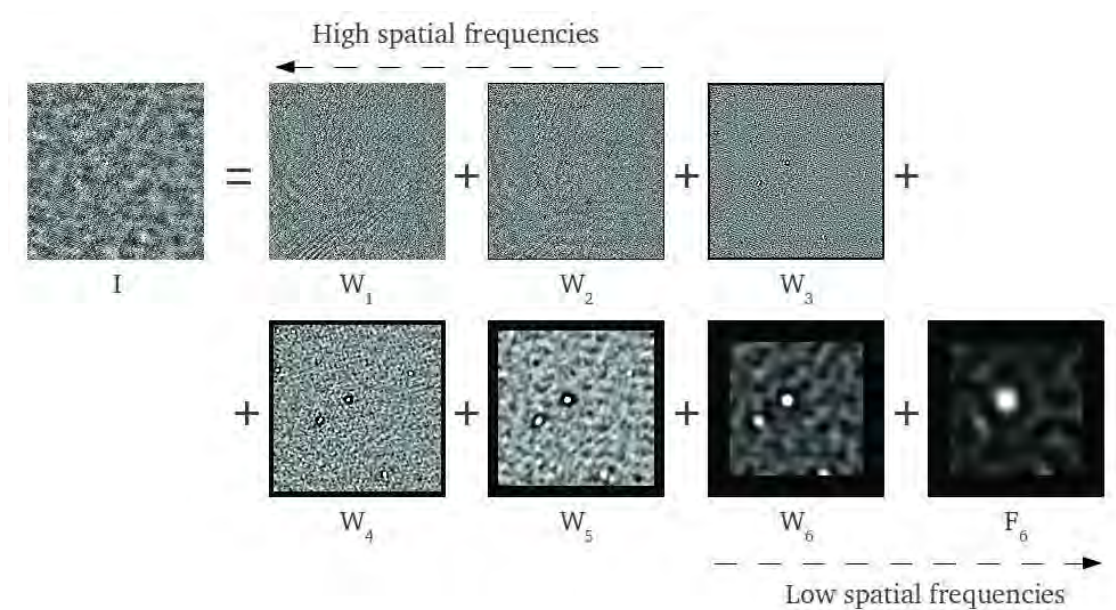 High spatial frequencies
I = W₁ + W₂ + W₃ +
+ W₄ + W₅ + W₆ + F₆
Low spatial frequencies